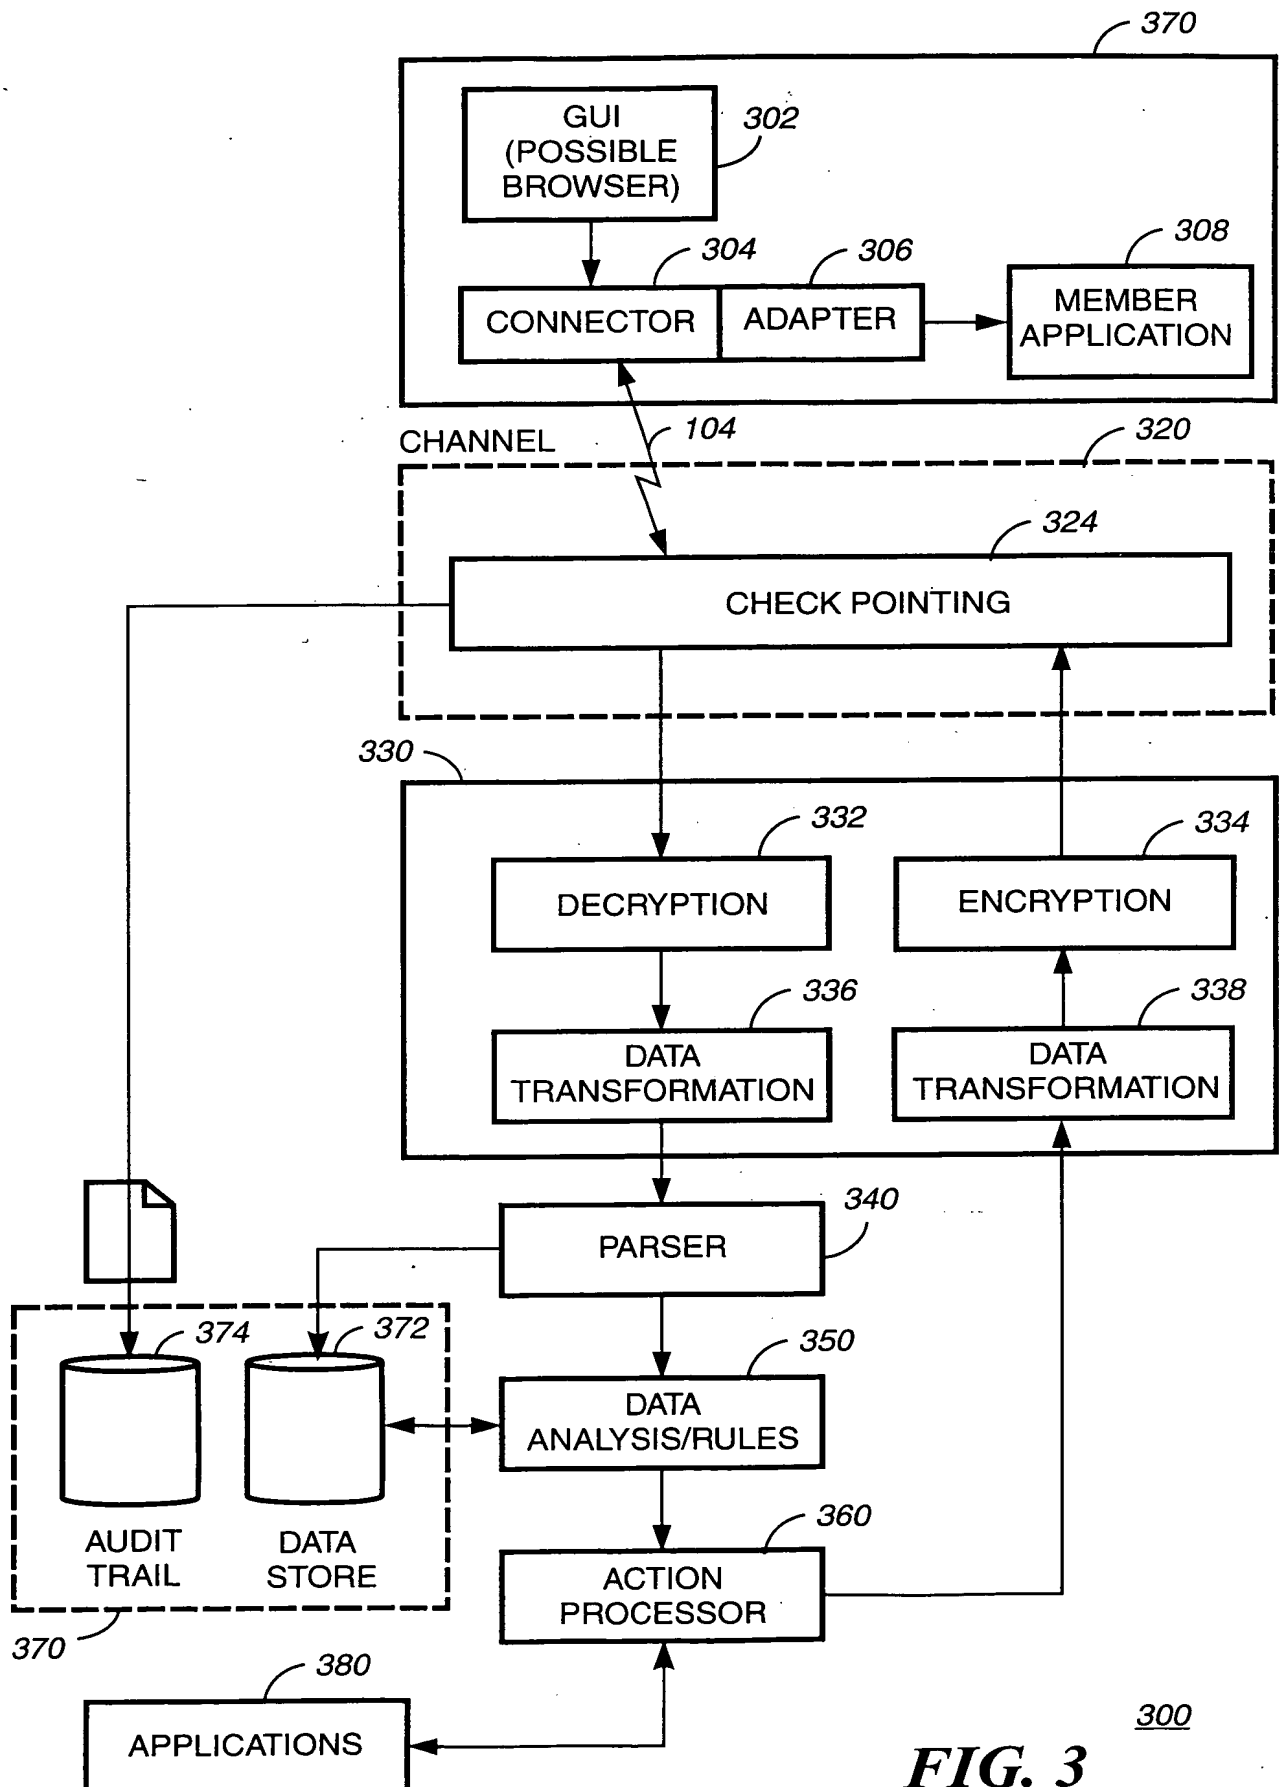 370
GUI
(POSSIBLE
BROWSER)
302
304
306
308
CONNECTOR
ADAPTER
MEMBER
APPLICATION
104
CHANNEL
320
324
CHECK POINTING
330
332
334
DECRYPTION
ENCRYPTION
336
338
DATA
TRANSFORMATION
DATA
TRANSFORMATION
340
PARSER
374
372
350
DATA
ANALYSIS/RULES
AUDIT
TRAIL
DATA
STORE
360
ACTION
PROCESSOR
370
380
APPLICATIONS
300
FIG. 3